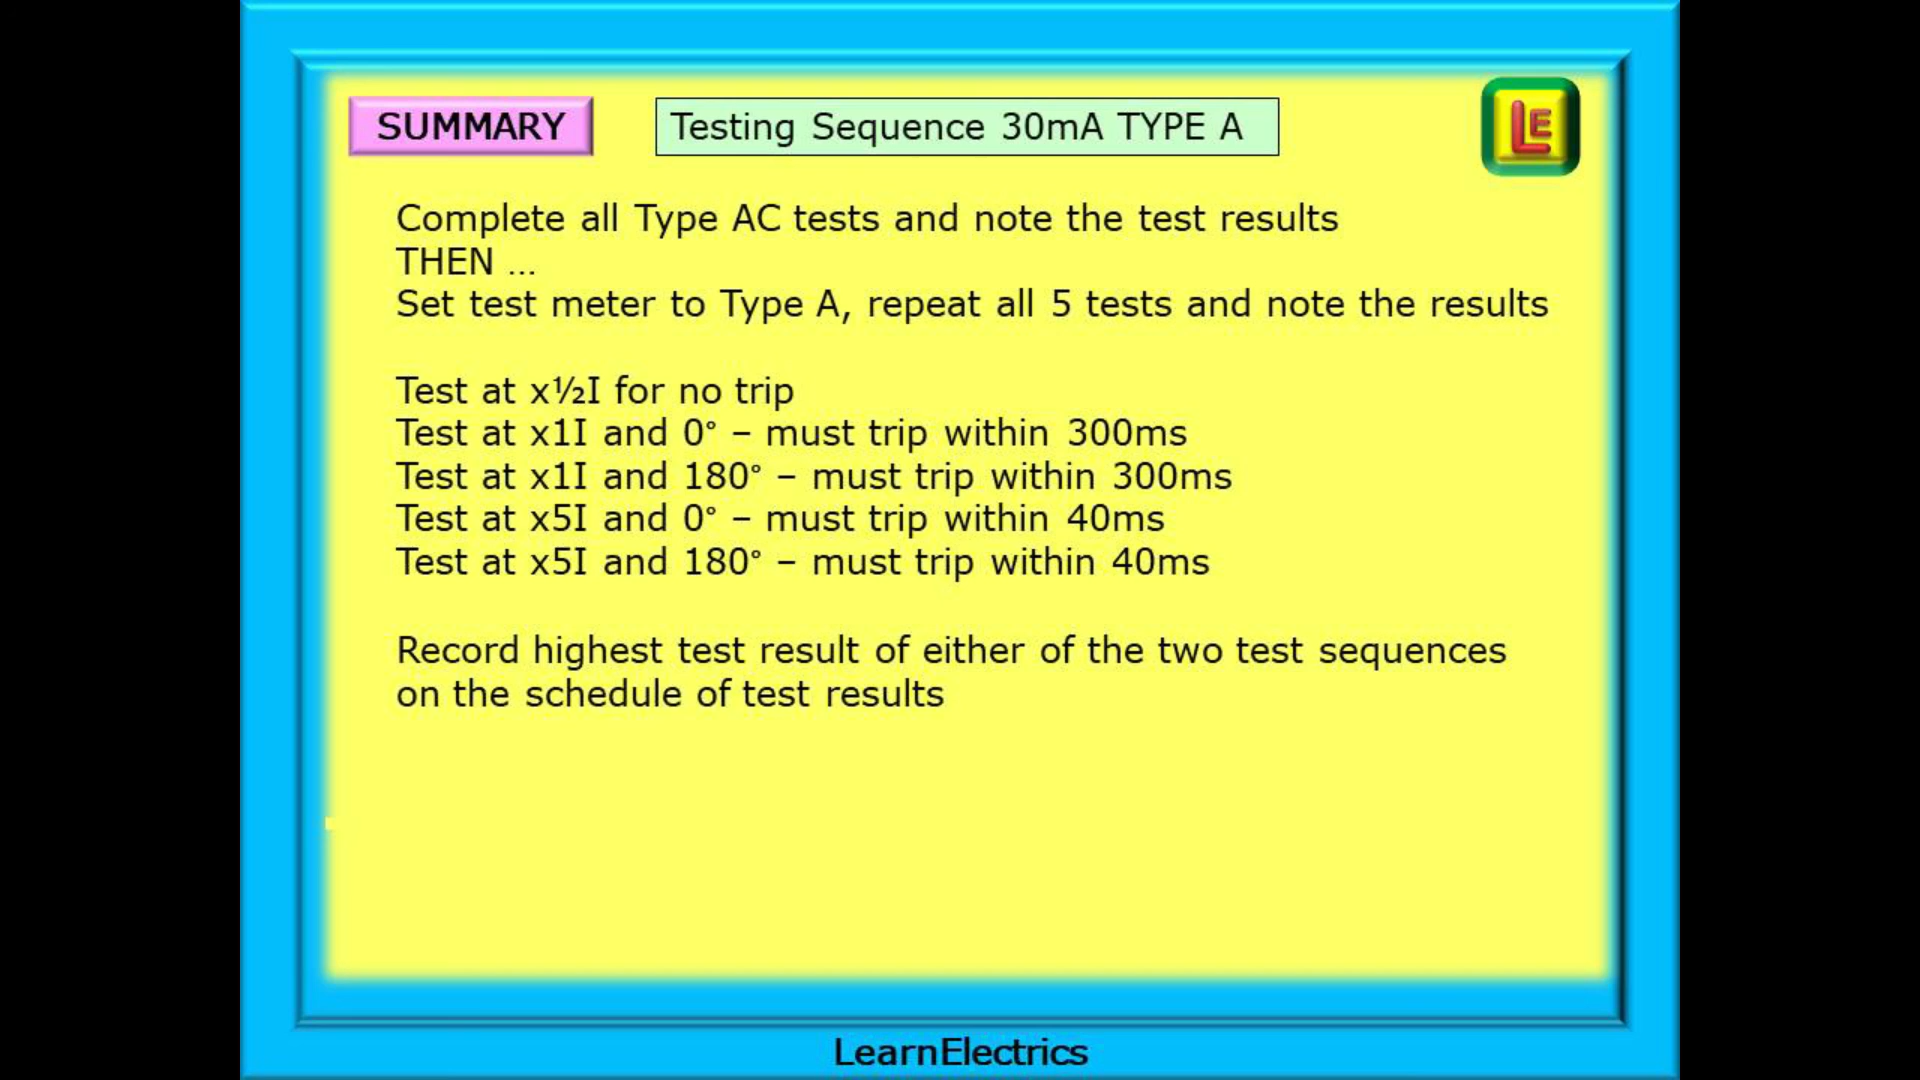 SUMMARY
Testing Sequence 30mA TYPE A
LE
Complete all Type AC tests and note the test results
THEN ...
Set test meter to Type A, repeat all 5 tests and note the results
Test at x½I for no trip
Test at x1I and 0° – must trip within 300ms
Test at x1I and 180° – must trip within 300ms
Test at x5I and 0° – must trip within 40ms
Test at x5I and 180° – must trip within 40ms
Record highest test result of either of the two test sequences
on the schedule of test results
LearnElectrics